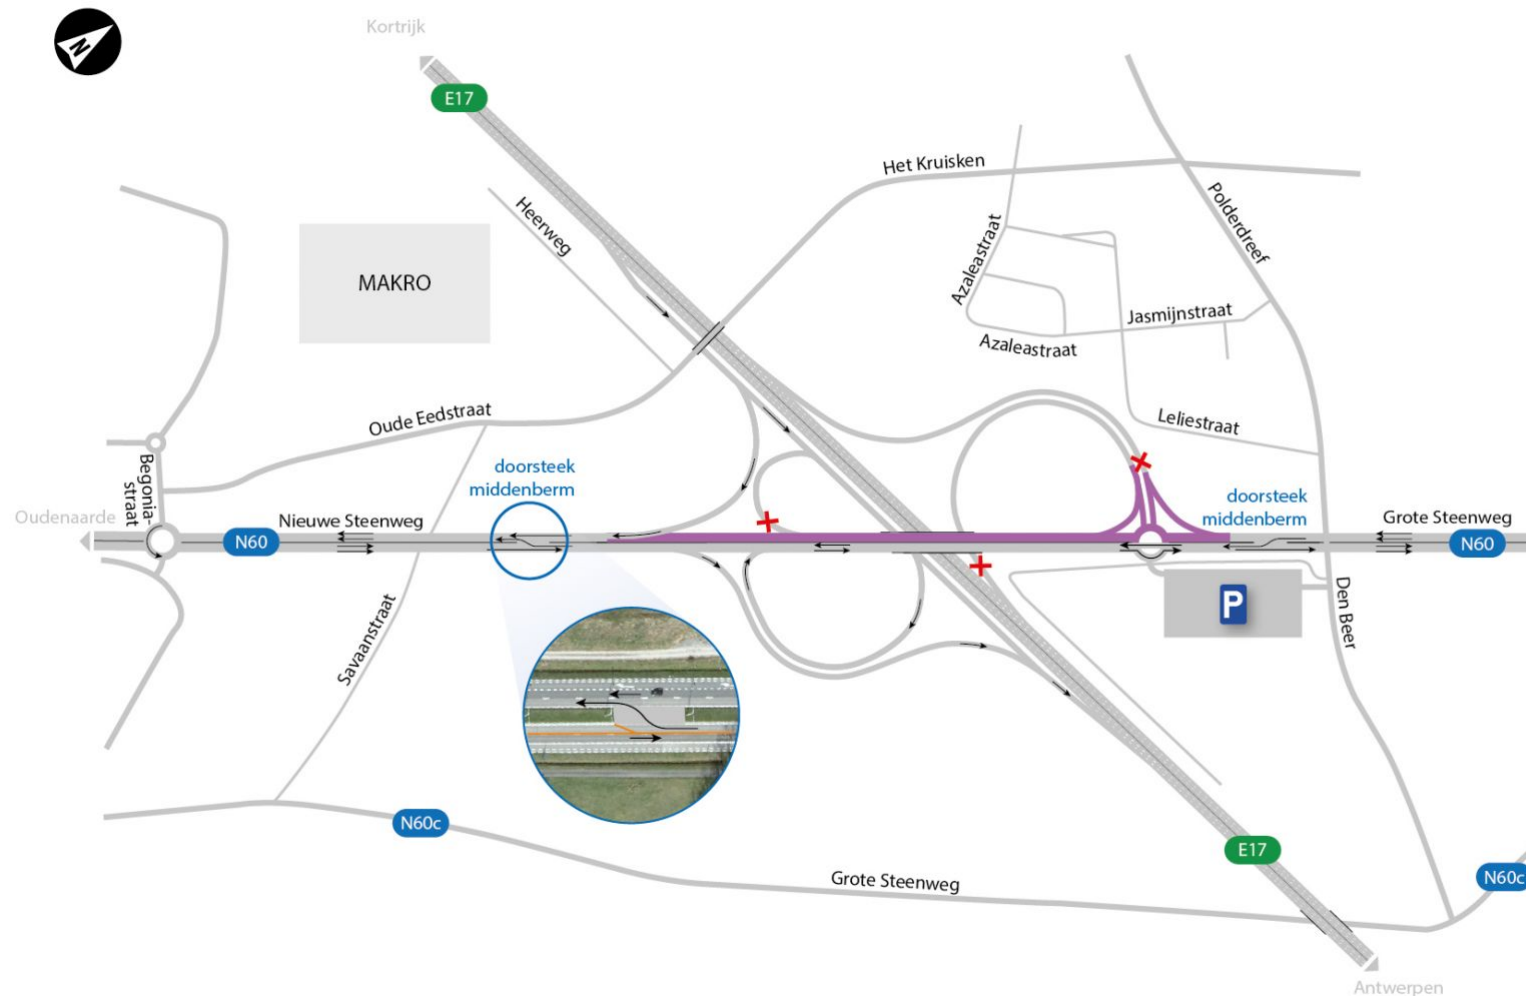 N
Kortrijk
E17
Het Kruisken
Polderdreef
Heerweg
Azaleastraat
MAKRO
Jasmijnstraat
Azaleastraat
Oude Eedstraat
Leliestraat
Begonia-
straat
doorsteek
middenberm
doorsteek
middenberm
Oudenaarde
Nieuwe Steenweg
Grote Steenweg
N60
N60
P
Den Beer
Savaanstraat
N60c
E17
Grote Steenweg
N60c
Antwerpen